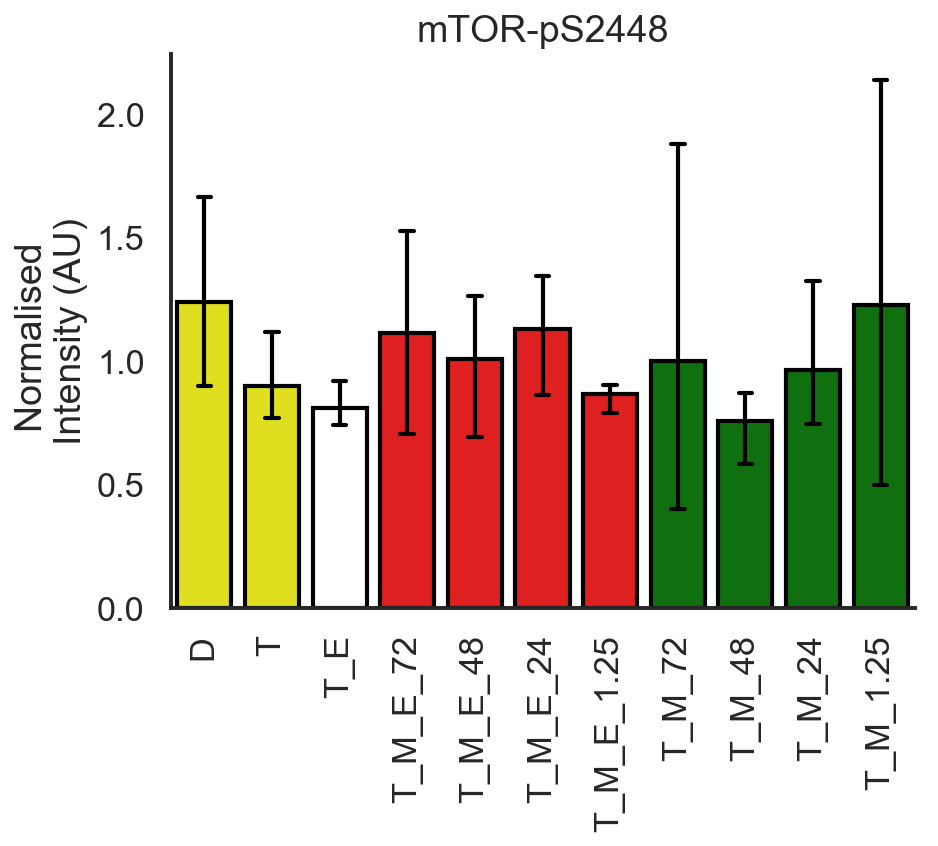 mTOR-pS2448
Normalised
Intensity (AU)
2.0
1.5
1.0
0.5
0.0
D
T
T_E
T_M_E_72
T_M_E_48
T_M_E_24
T_M_E_1.25
T_M_72
T_M_48
T_M_24
T_M_1.25